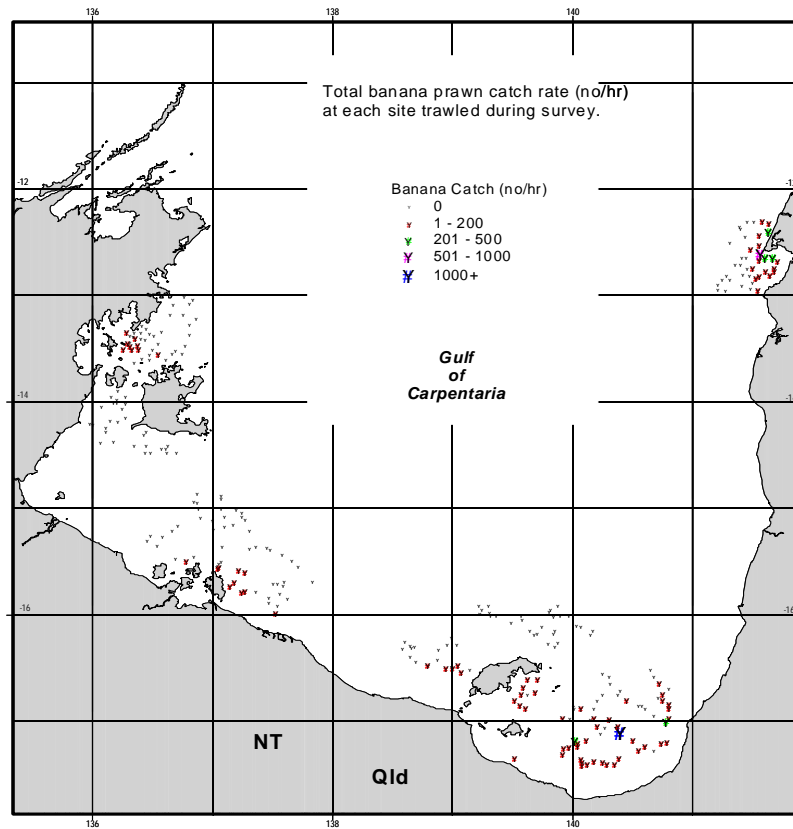 136 138 140
Total banana prawn catch rate (no/hr)
at each site trawled during survey.
-12
Banana Catch (no/hr)
0
1 - 200
201 - 500
501 - 1000
1000+
Gulf
of
Carpentaria
-14 -14
-16
NT
Qld
136 138 140